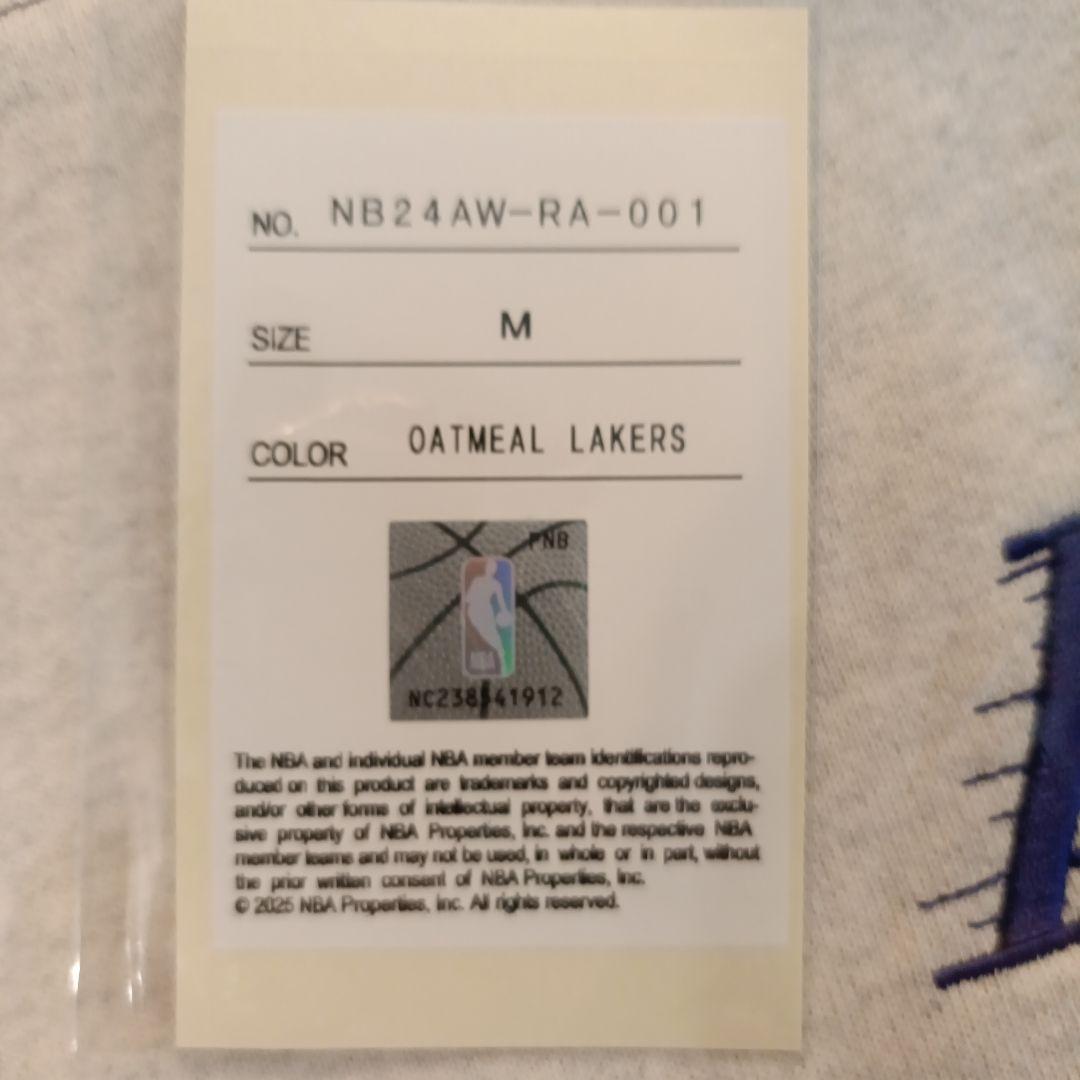 NO. NB24AW-RA-001
SIZE M
COLOR OATMEAL LAKERS
PNB
NBA
NC238541912
The NBA and individual NBA member team identifications repro-
duced on this product are trademarks and copyrighted designs,
and/or other forms of intellectual property, that are the exclu-
sive property of NBA Properties, Inc. and the respective NBA
member teams and may not be used, in whole or in part, without
the prior written consent of NBA Properties, Inc.
© 2025 NBA Properties, Inc. All rights reserved.